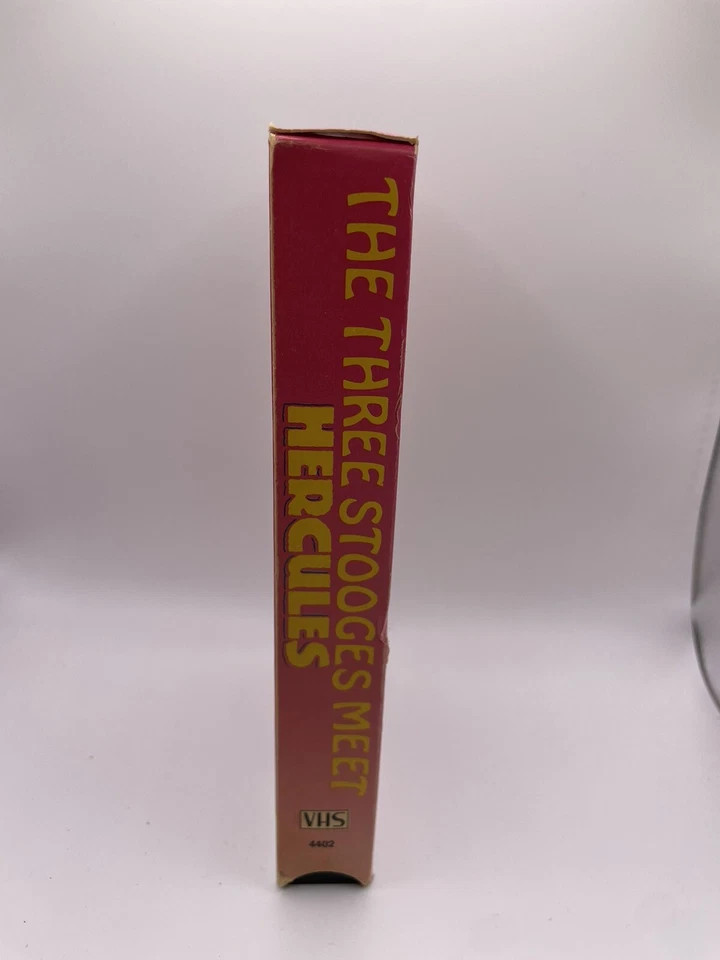 THE THREE STOOGES MEET
HERCULES
VHS
4402